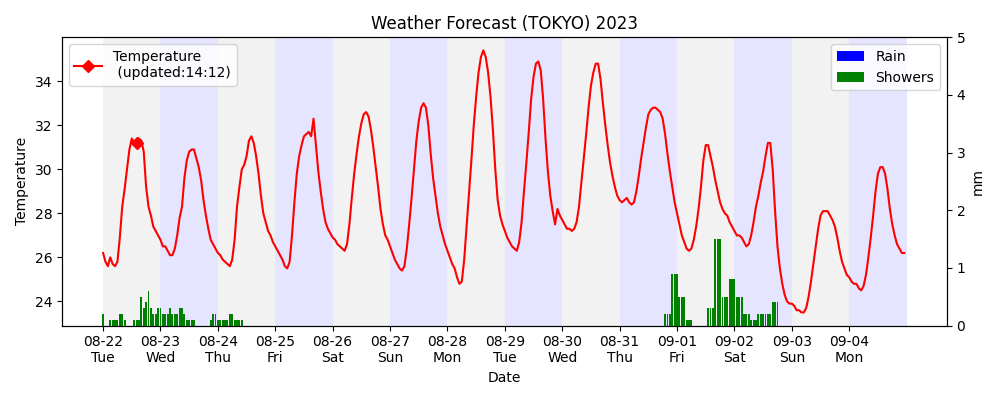 Weather Forecast (TOKYO) 2023
Temperature
(updated:14:12)
Rain
Showers
Temperature
34
32
30
28
26
24
5
4
3
2
1
0
mm
08-22 08-23 08-24 08-25 08-26 08-27 08-28 08-29 08-30 08-31 09-01 09-02 09-03 09-04
Tue Wed Thu Fri Sat Sun Mon Tue Wed Thu Fri Sat Sun Mon
Date